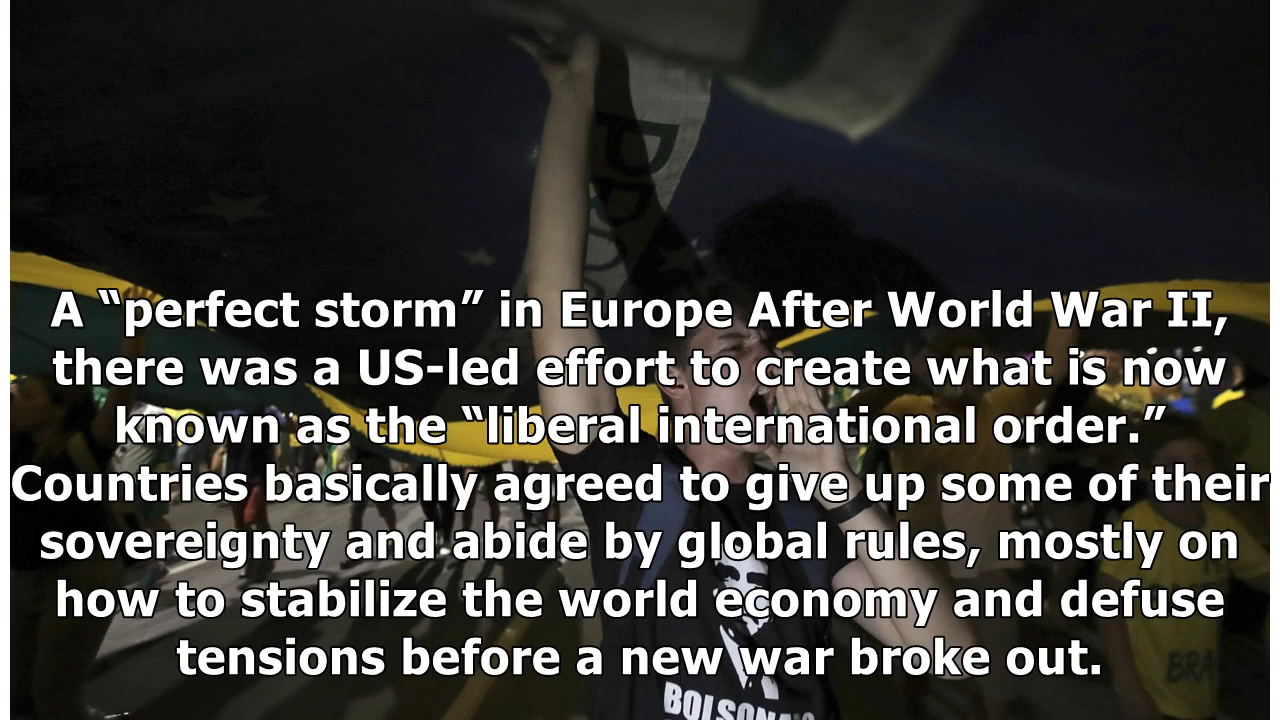 A “perfect storm” in Europe After World War II,
there was a US-led effort to create what is now
known as the “liberal international order.”
Countries basically agreed to give up some of their
sovereignty and abide by global rules, mostly on
how to stabilize the world economy and defuse
tensions before a new war broke out.